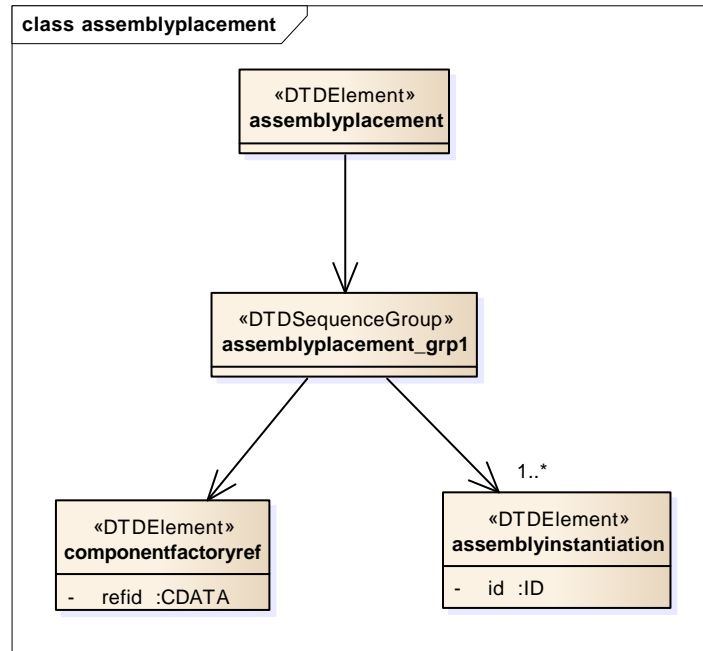 class assemblyplacement
«DTDElement»
assemblyplacement
«DTDSequenceGroup»
assemblyplacement_grp1
«DTDElement»
componentfactoryref
- refid :CDATA
1..*
«DTDElement»
assemblyinstantiation
- id :ID